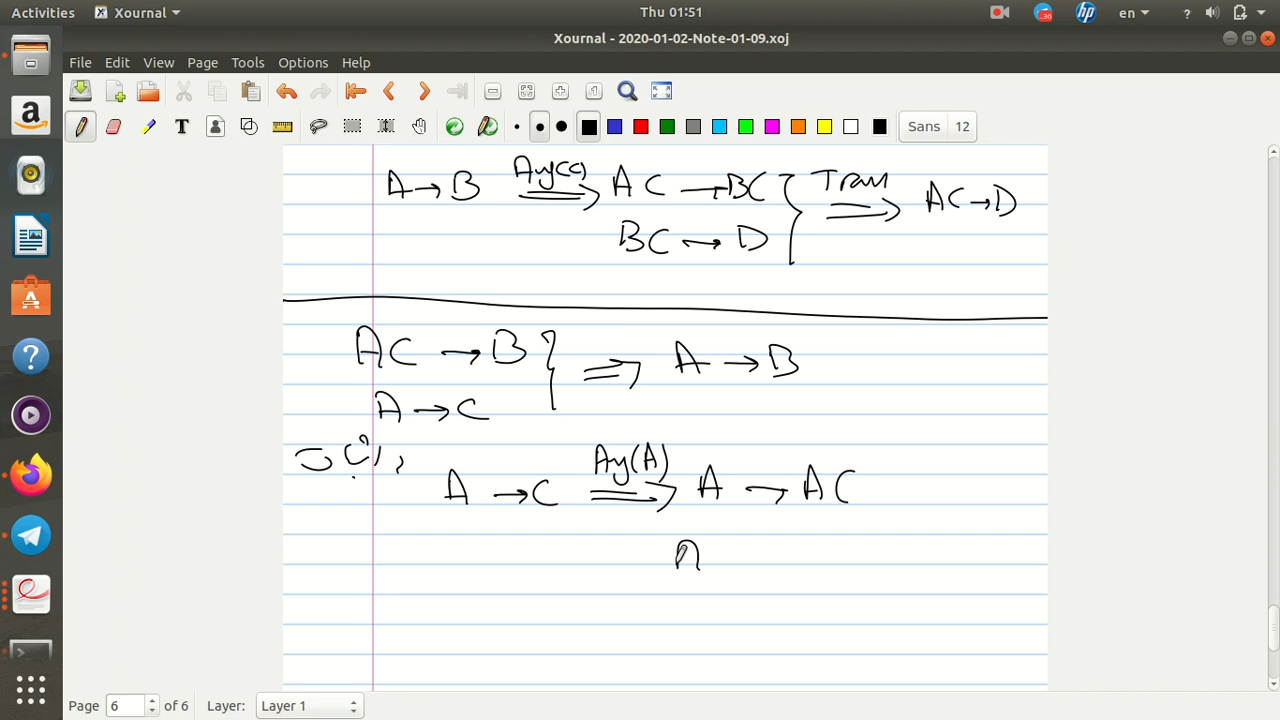 Activities Xournal Thu 01:51 en ?
Xournal - 2020-01-02-Note-01-09.xoj
File Edit View Page Tools Options Help
Sans 12
A → B Aug(C) ⇒ AC → BC } Tran ⇒ AC → D
BC → D
AC → B } ⇒ A → B
A → C
A → C Aug(A) ⇒ A → AC
A
Page 6 of 6 Layer: Layer 1